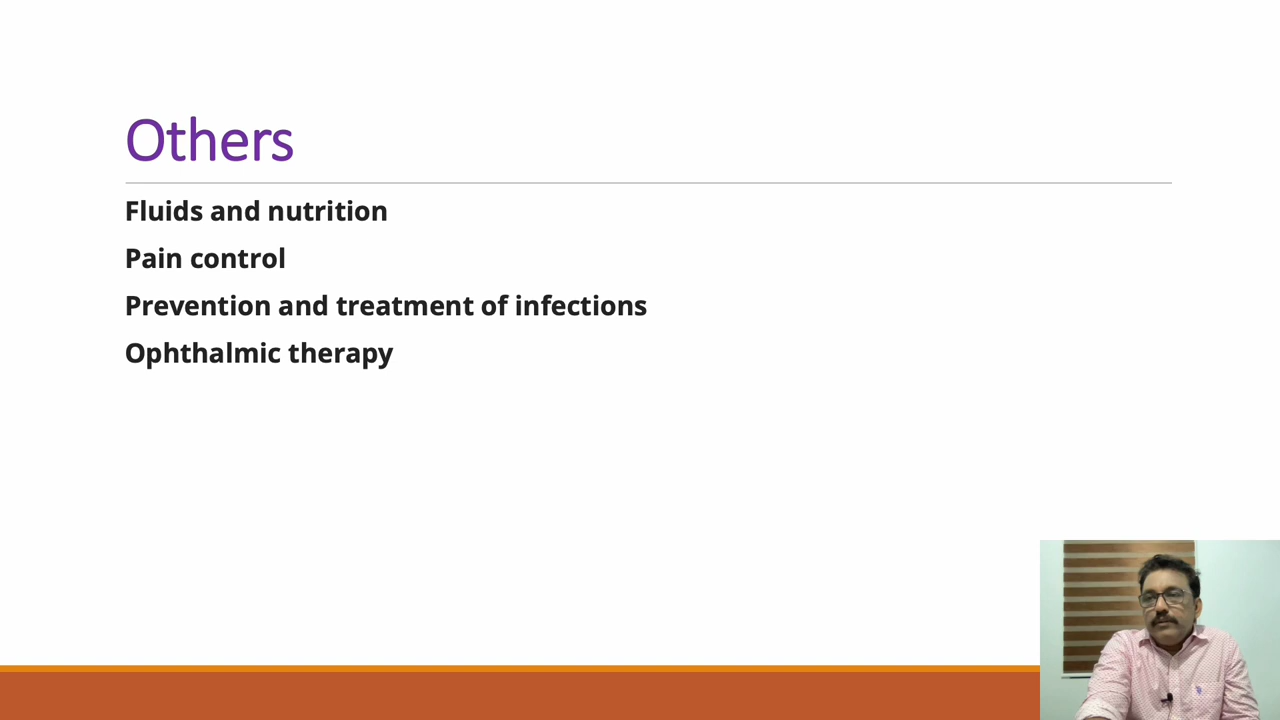 Others
Fluids and nutrition
Pain control
Prevention and treatment of infections
Ophthalmic therapy